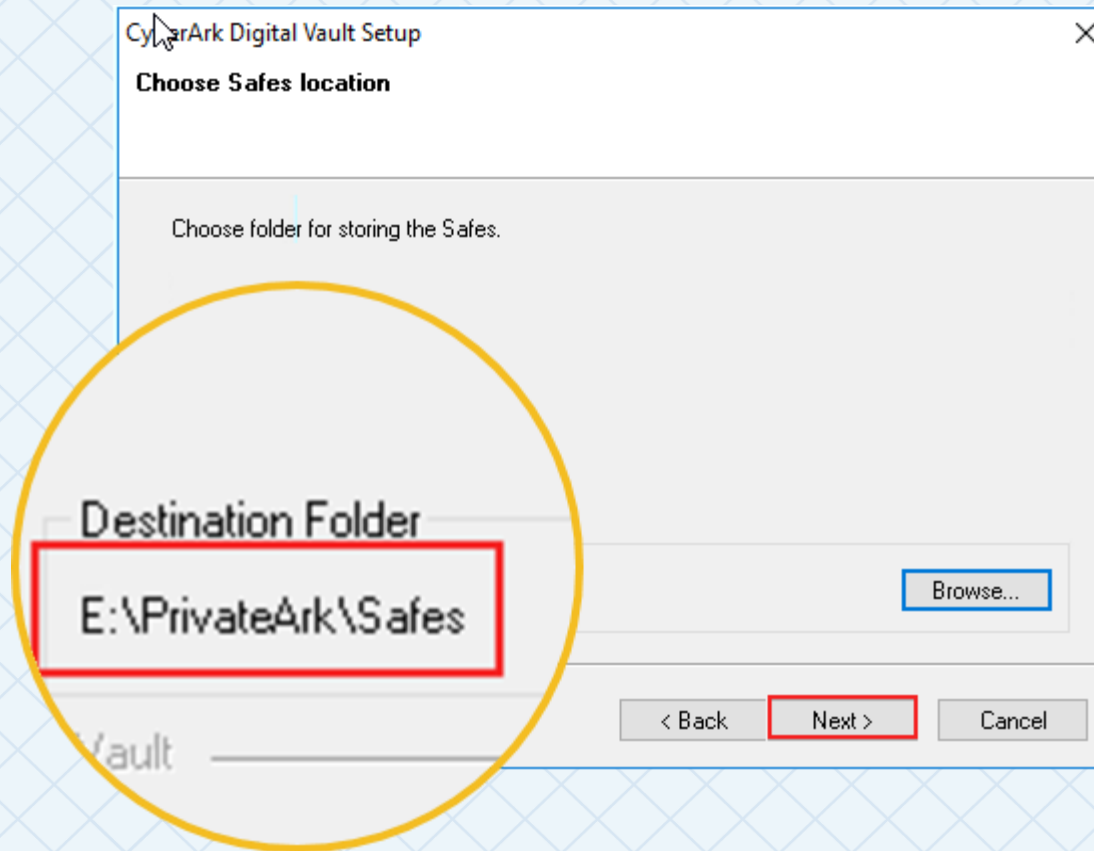 CyberArk Digital Vault Setup
Choose Safes location
Choose folder for storing the Safes.
Destination Folder
E:\PrivateArk\Safes
Browse...
Vault
< Back Next > Cancel